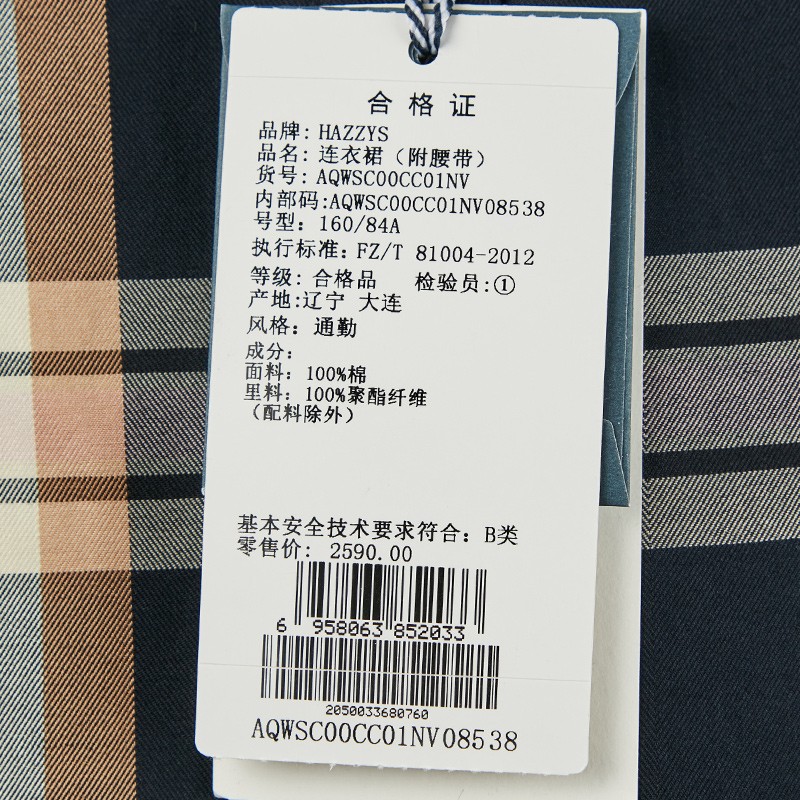 合格证
品牌: HAZZYS
品名: 连衣裙（附腰带）
货号: AQWSC00CC01NV
内部码:AQWSC00CC01NV08538
号型: 160/84A
执行标准: FZ/T 81004-2012
等级: 合格品 检验员:①
产地:辽宁 大连
风格: 通勤
成分:
面料: 100%棉
里料: 100%聚酯纤维
（配料除外）
基本安全技术要求符合: B类
零售价: 2590.00
6 958063 852033
2050033680760
AQWSC00CC01NV08538